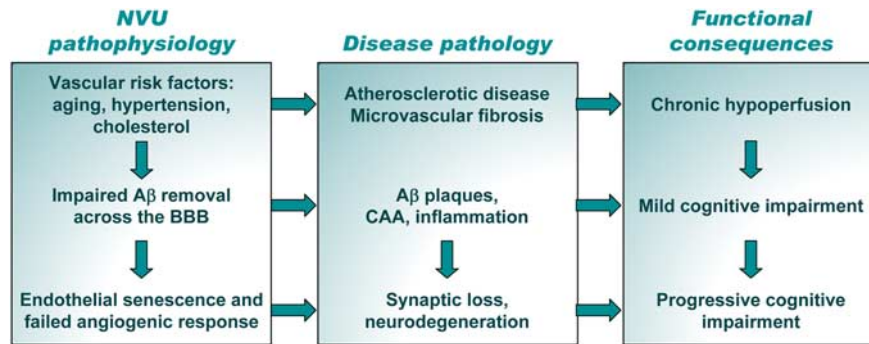 NVU
pathophysiology
Disease pathology
Functional
consequences
Vascular risk factors:
aging, hypertension,
cholesterol
Impaired Aβ removal
across the BBB
Endothelial senescence and
failed angiogenic response
Atherosclerotic disease
Microvascular fibrosis
Aβ plaques,
CAA, inflammation
Synaptic loss,
neurodegeneration
Chronic hypoperfusion
Mild cognitive impairment
Progressive cognitive
impairment